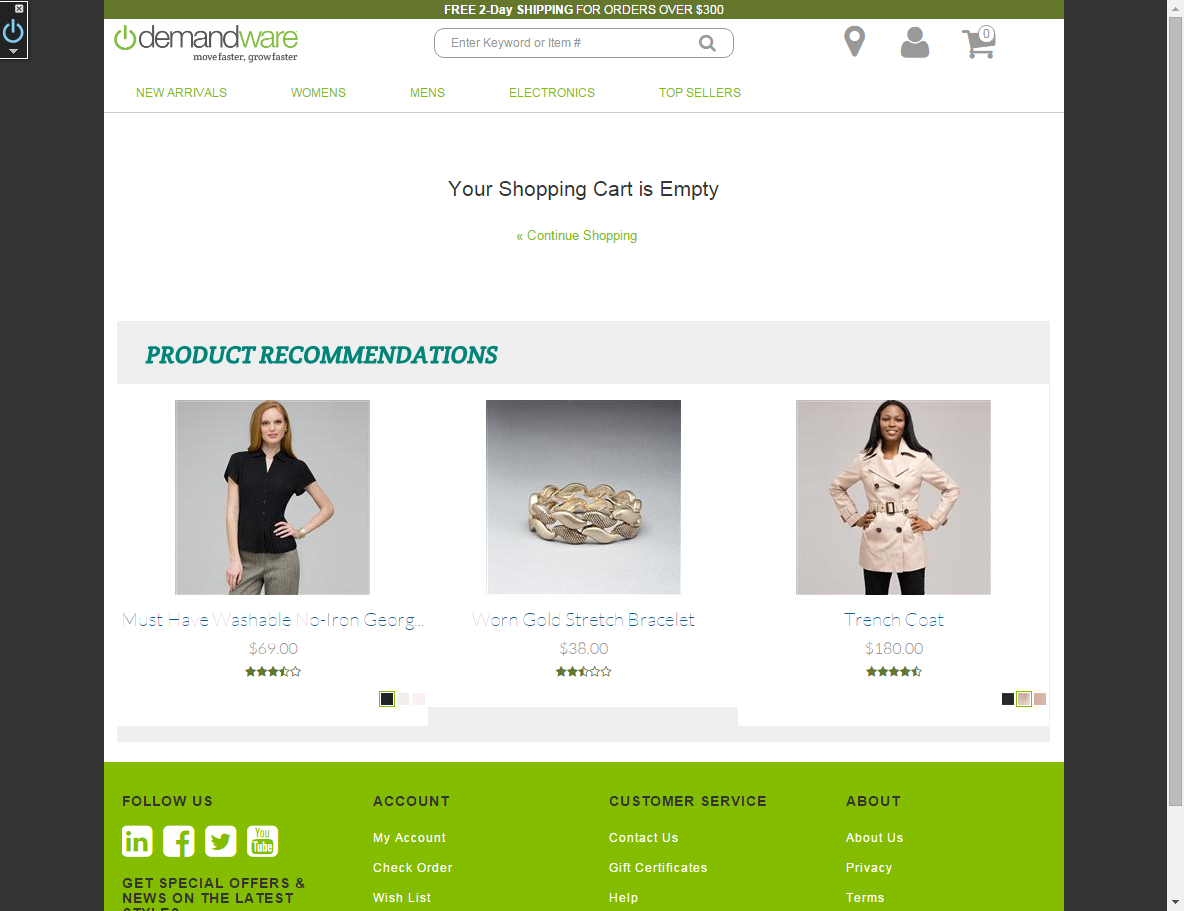 FREE 2-Day SHIPPING FOR ORDERS OVER $300
demandware
move faster, grow faster
Enter Keyword or Item #
0
NEW ARRIVALS WOMENS MENS ELECTRONICS TOP SELLERS
Your Shopping Cart is Empty
« Continue Shopping
PRODUCT RECOMMENDATIONS
Must Have Washable No-Iron Georg...
$69.00
Worn Gold Stretch Bracelet
$38.00
Trench Coat
$180.00
FOLLOW US
in
f
You
Tube
GET SPECIAL OFFERS &
NEWS ON THE LATEST
STYLES
ACCOUNT
My Account
Check Order
Wish List
CUSTOMER SERVICE
Contact Us
Gift Certificates
Help
ABOUT
About Us
Privacy
Terms